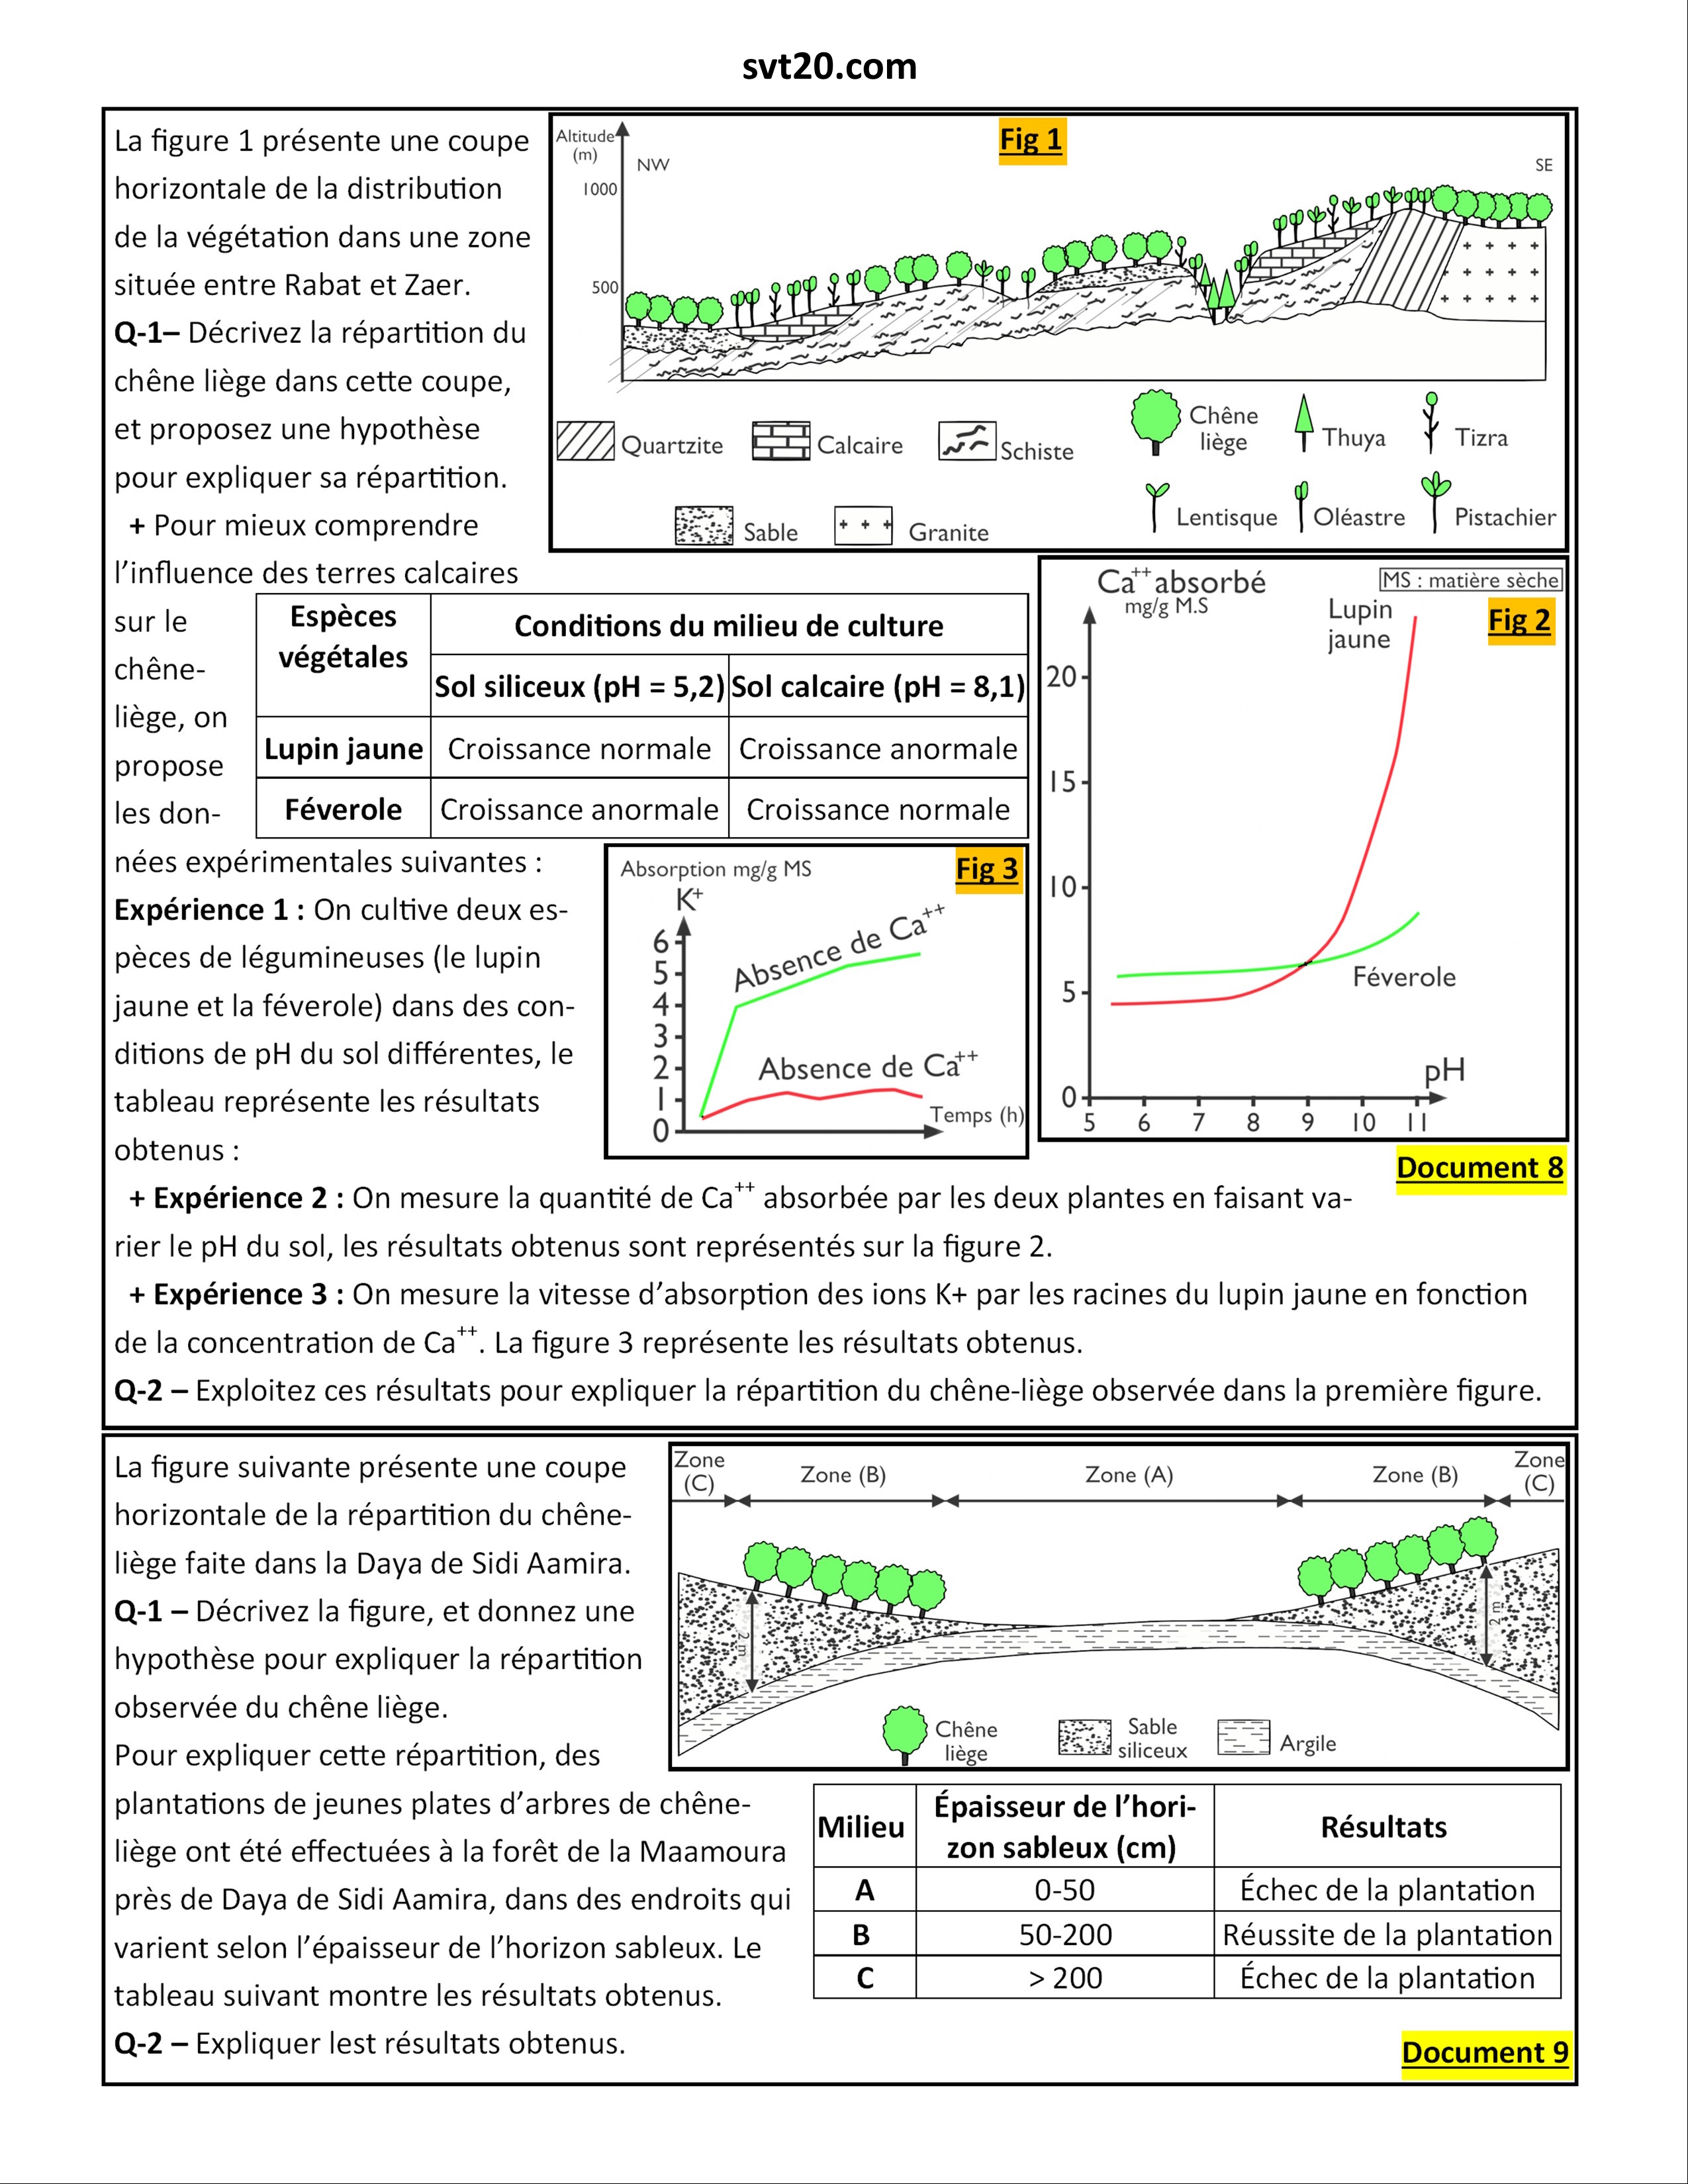 svt20.com
La figure 1 présente une coupe
horizontale de la distribution
de la végétation dans une zone
située entre Rabat et Zaer.
Q-1– Décrivez la répartition du
chêne liège dans cette coupe,
et proposez une hypothèse
pour expliquer sa répartition.
+ Pour mieux comprendre
l’influence des terres calcaires
sur le
chêne-
liège, on
propose
les don-
nées expérimentales suivantes :
Expérience 1 : On cultive deux es-
pèces de légumineuses (le lupin
jaune et la féverole) dans des con-
ditions de pH du sol différentes, le
tableau représente les résultats
obtenus :
Altitude
(m)
Fig 1
NW
SE
1000
500
Quartzite
Calcaire
Schiste
Chêne
liège
Thuya
Tizra
Sable
Granite
Lentisque
Oléastre
Pistachier
Espèces
végétales
Conditions du milieu de culture
Sol siliceux (pH = 5,2)
Sol calcaire (pH = 8,1)
Lupin jaune
Croissance normale
Croissance anormale
Féverole
Croissance anormale
Croissance normale
Ca++ absorbé
mg/g M.S
MS : matière sèche
Fig 2
Lupin
jaune
20
15
10
5
0
Féverole
pH
5 6 7 8 9 10 11
Absorption mg/g MS
Fig 3
K+
6
5
4
3
2
1
0
Absence de Ca++
Absence de Ca++
Temps (h)
Document 8
+ Expérience 2 : On mesure la quantité de Ca++ absorbée par les deux plantes en faisant va-
rier le pH du sol, les résultats obtenus sont représentés sur la figure 2.
+ Expérience 3 : On mesure la vitesse d’absorption des ions K+ par les racines du lupin jaune en fonction
de la concentration de Ca++. La figure 3 représente les résultats obtenus.
Q-2 – Exploitez ces résultats pour expliquer la répartition du chêne-liège observée dans la première figure.
La figure suivante présente une coupe
horizontale de la répartition du chêne-
liège faite dans la Daya de Sidi Aamira.
Q-1 – Décrivez la figure, et donnez une
hypothèse pour expliquer la répartition
observée du chêne liège.
Pour expliquer cette répartition, des
plantations de jeunes plates d’arbres de chêne-
liège ont été effectuées à la forêt de la Maamoura
près de Daya de Sidi Aamira, dans des endroits qui
varient selon l’épaisseur de l’horizon sableux. Le
tableau suivant montre les résultats obtenus.
Q-2 – Expliquer lest résultats obtenus.
Zone
(C)
Zone (B)
Zone (A)
Zone (B)
Zone
(C)
2 m
2 m
Chêne
liège
Sable
siliceux
Argile
Milieu
Épaisseur de l’hori-
zon sableux (cm)
Résultats
A
0-50
Échec de la plantation
B
50-200
Réussite de la plantation
C
> 200
Échec de la plantation
Document 9